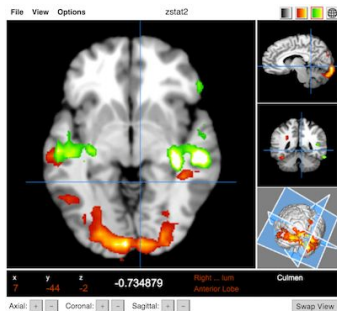 File View Options zstat2
x y z
7 -44 -2 -0.734879
Right ... lum
Anterior Lobe
Culmen
Axial: + - Coronal: + - Sagittal: + - Swap View